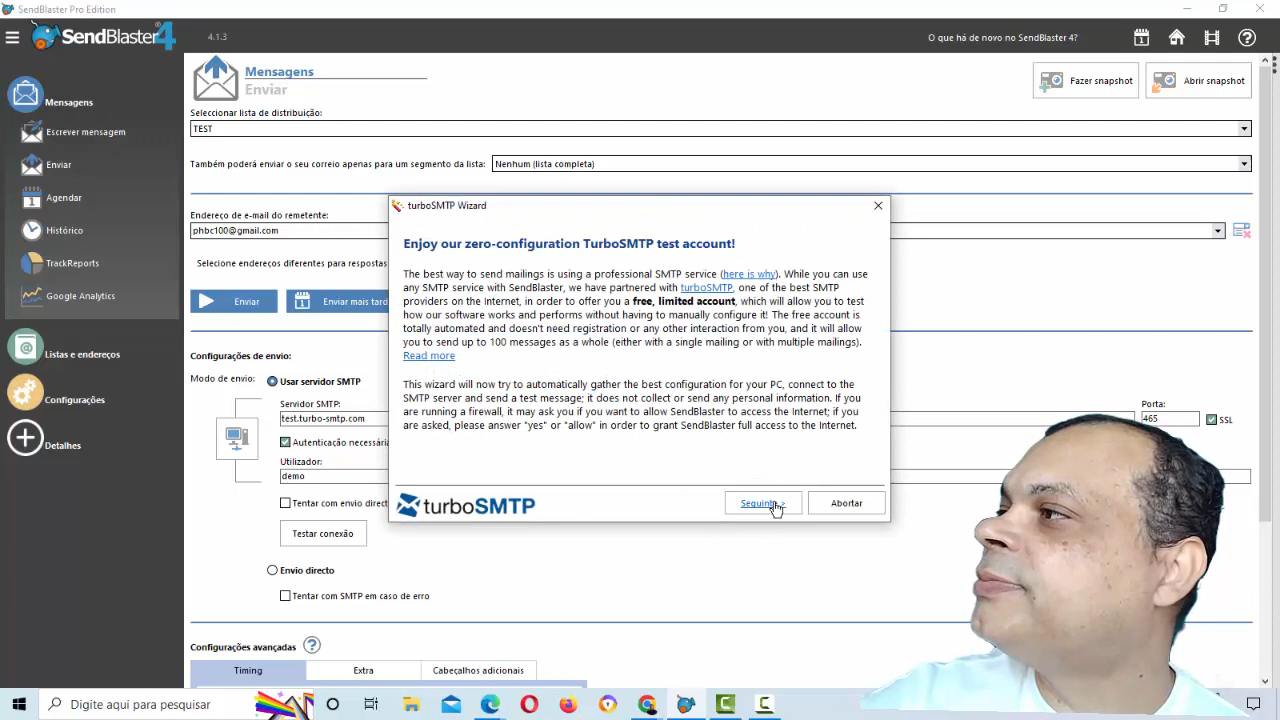 SendBlaster Pro Edition
SendBlaster 4
4.1.3
O que há de novo no SendBlaster 4?
1
Mensagens
Enviar
Fazer snapshot
Abrir snapshot
Mensagens
Escrever mensagem
Enviar
Agendar
Histórico
TrackReports
Google Analytics
Listas e endereços
Configurações
Detalhes
Seleccionar lista de distribuição:
TEST
Também poderá enviar o seu correio apenas para um segmento da lista:
Nenhum (lista completa)
Endereço de e-mail do remetente:
phbc100@gmail.com
Selecione endereços diferentes para respostas
Enviar
Enviar mais tard
Configurações de envio:
Modo de envio:
Usar servidor SMTP
Servidor SMTP:
test.turbo-smtp.com
Porta:
465
SSL
Autenticação necessária
Utilizador:
demo
Tentar com envio direct
Testar conexão
Envio directo
Tentar com SMTP em caso de erro
Configurações avançadas
Timing
Extra
Cabeçalhos adicionais
turboSMTP Wizard
Enjoy our zero-configuration TurboSMTP test account!
The best way to send mailings is using a professional SMTP service (here is why). While you can use
any SMTP service with SendBlaster, we have partnered with turboSMTP, one of the best SMTP
providers on the Internet, in order to offer you a free, limited account, which will allow you to test
how our software works and performs without having to manually configure it! The free account is
totally automated and doesn't need registration or any other interaction from you, and it will allow
you to send up to 100 messages as a whole (either with a single mailing or with multiple mailings).
Read more
This wizard will now try to automatically gather the best configuration for your PC, connect to the
SMTP server and send a test message; it does not collect or send any personal information. If you
are running a firewall, it may ask you if you want to allow SendBlaster to access the Internet; if you
are asked, please answer "yes" or "allow" in order to grant SendBlaster full access to the Internet.
turboSMTP
Seguinte >
Abortar
Digite aqui para pesquisar